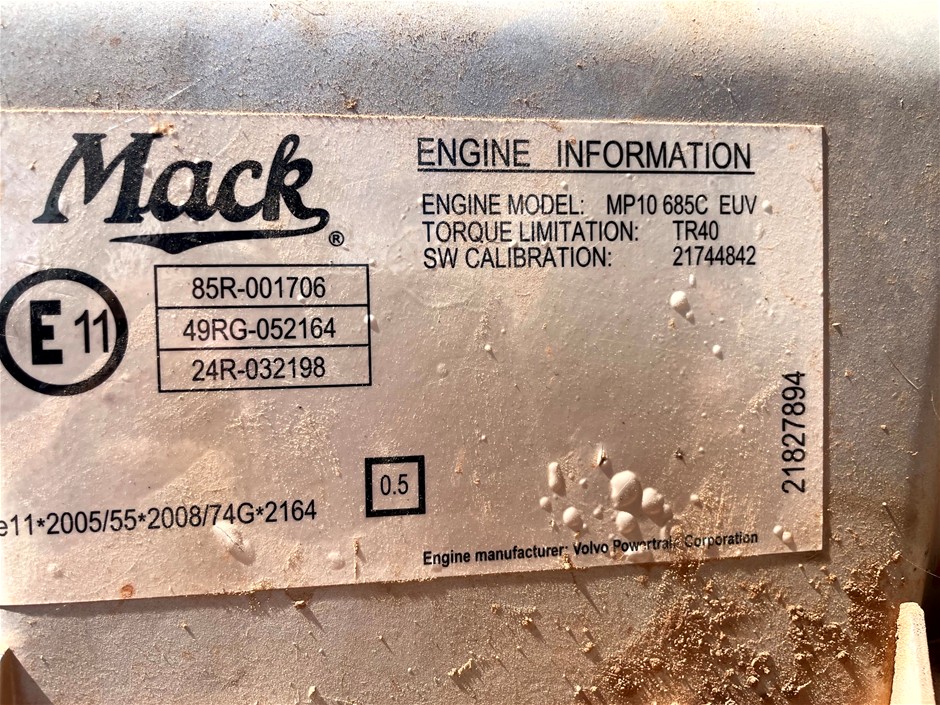 Mack®
ENGINE INFORMATION
ENGINE MODEL: MP10 685C EUV
TORQUE LIMITATION: TR40
SW CALIBRATION: 21744842
E 11
85R-001706
49RG-052164
24R-032198
0.5
e11*2005/55*2008/74G*2164
Engine manufacturer: Volvo Powertrain Corporation
21827894